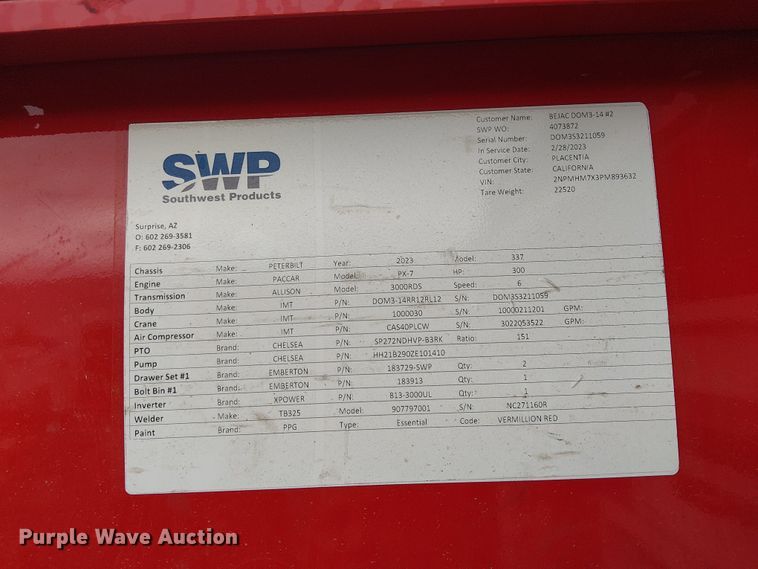 SWP
Southwest Products
Customer Name: BEJAC DOM3-14 #2
SWP WO: 4073872
Serial Number: DOM3S3211059
In Service Date: 2/28/2023
Customer City: PLACENTIA
Customer State: CALIFORNIA
VIN: 2NPMHM7X3PM893632
Tare Weight: 22520
Surprise, AZ
O: 602 269-3581
F: 602 269-2306
Chassis Make: PETERBILT Year: 2023 Model: 337
Engine Make: PACCAR Model: PX-7 HP: 300
Transmission Make: ALLISON Model: 3000RDS Speed: 6
Body Make: IMT P/N: DOM3-14RR12RL12 S/N: DOM3S3211059
Crane Make: IMT P/N: 1000030 S/N: 10000211201 GPM:
Air Compressor Make: IMT P/N: CAS40PLCW S/N: 3022053522 GPM:
PTO Brand: CHELSEA P/N: SP272NDHVP-B3RK Ratio: 151
Pump Brand: CHELSEA P/N: HH21B290ZE101410
Drawer Set #1 Brand: EMBERTON P/N: 183729-SWP Qty: 2
Bolt Bin #1 Brand: EMBERTON P/N: 183913 Qty: 1
Inverter Brand: XPOWER P/N: B13-3000UL Qty: 1
Welder Make: TB325 Model: 907797001 S/N: NC271160R
Paint Brand: PPG Type: Essential Code: VERMILLION RED
Purple Wave Auction